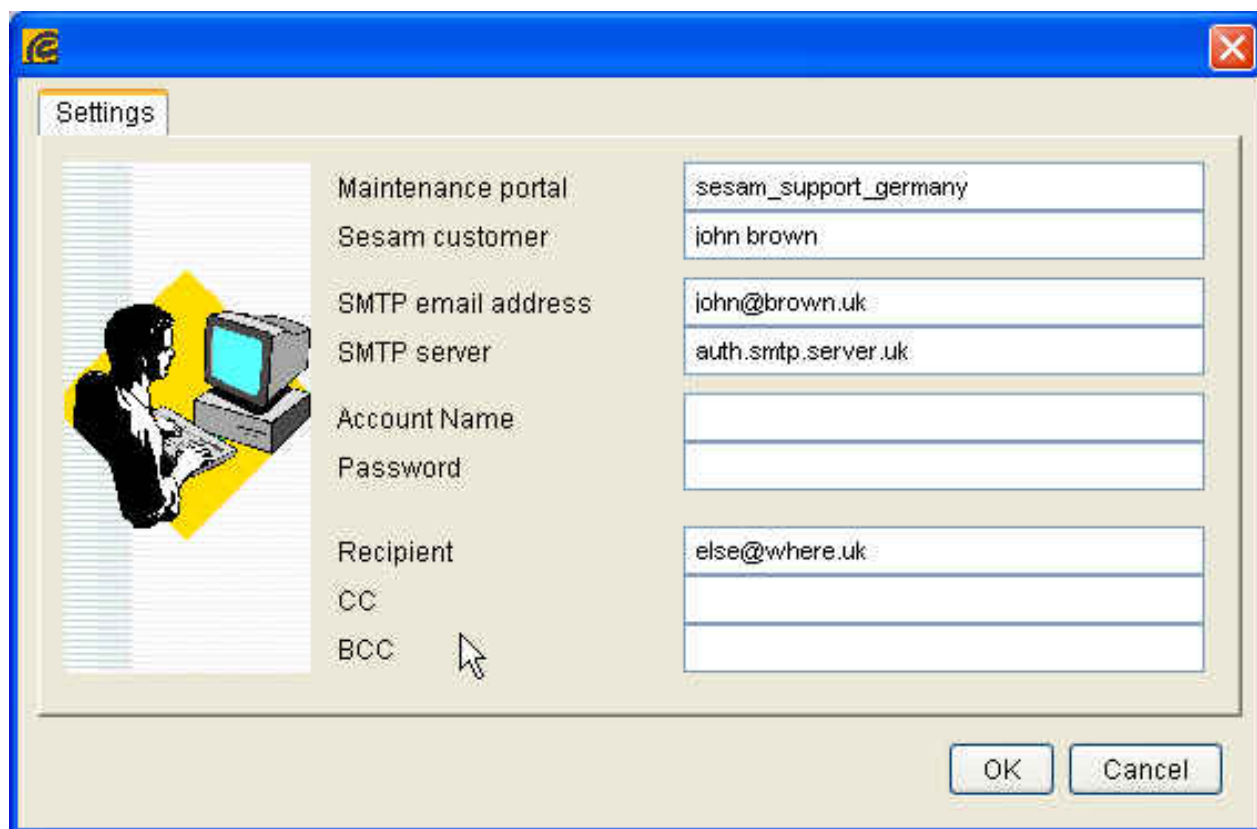 Settings
Maintenance portal sesam_support_germany
Sesam customer john brown
SMTP email address john@brown.uk
SMTP server auth.smtp.server.uk
Account Name
Password
Recipient else@where.uk
CC
BCC
OK Cancel